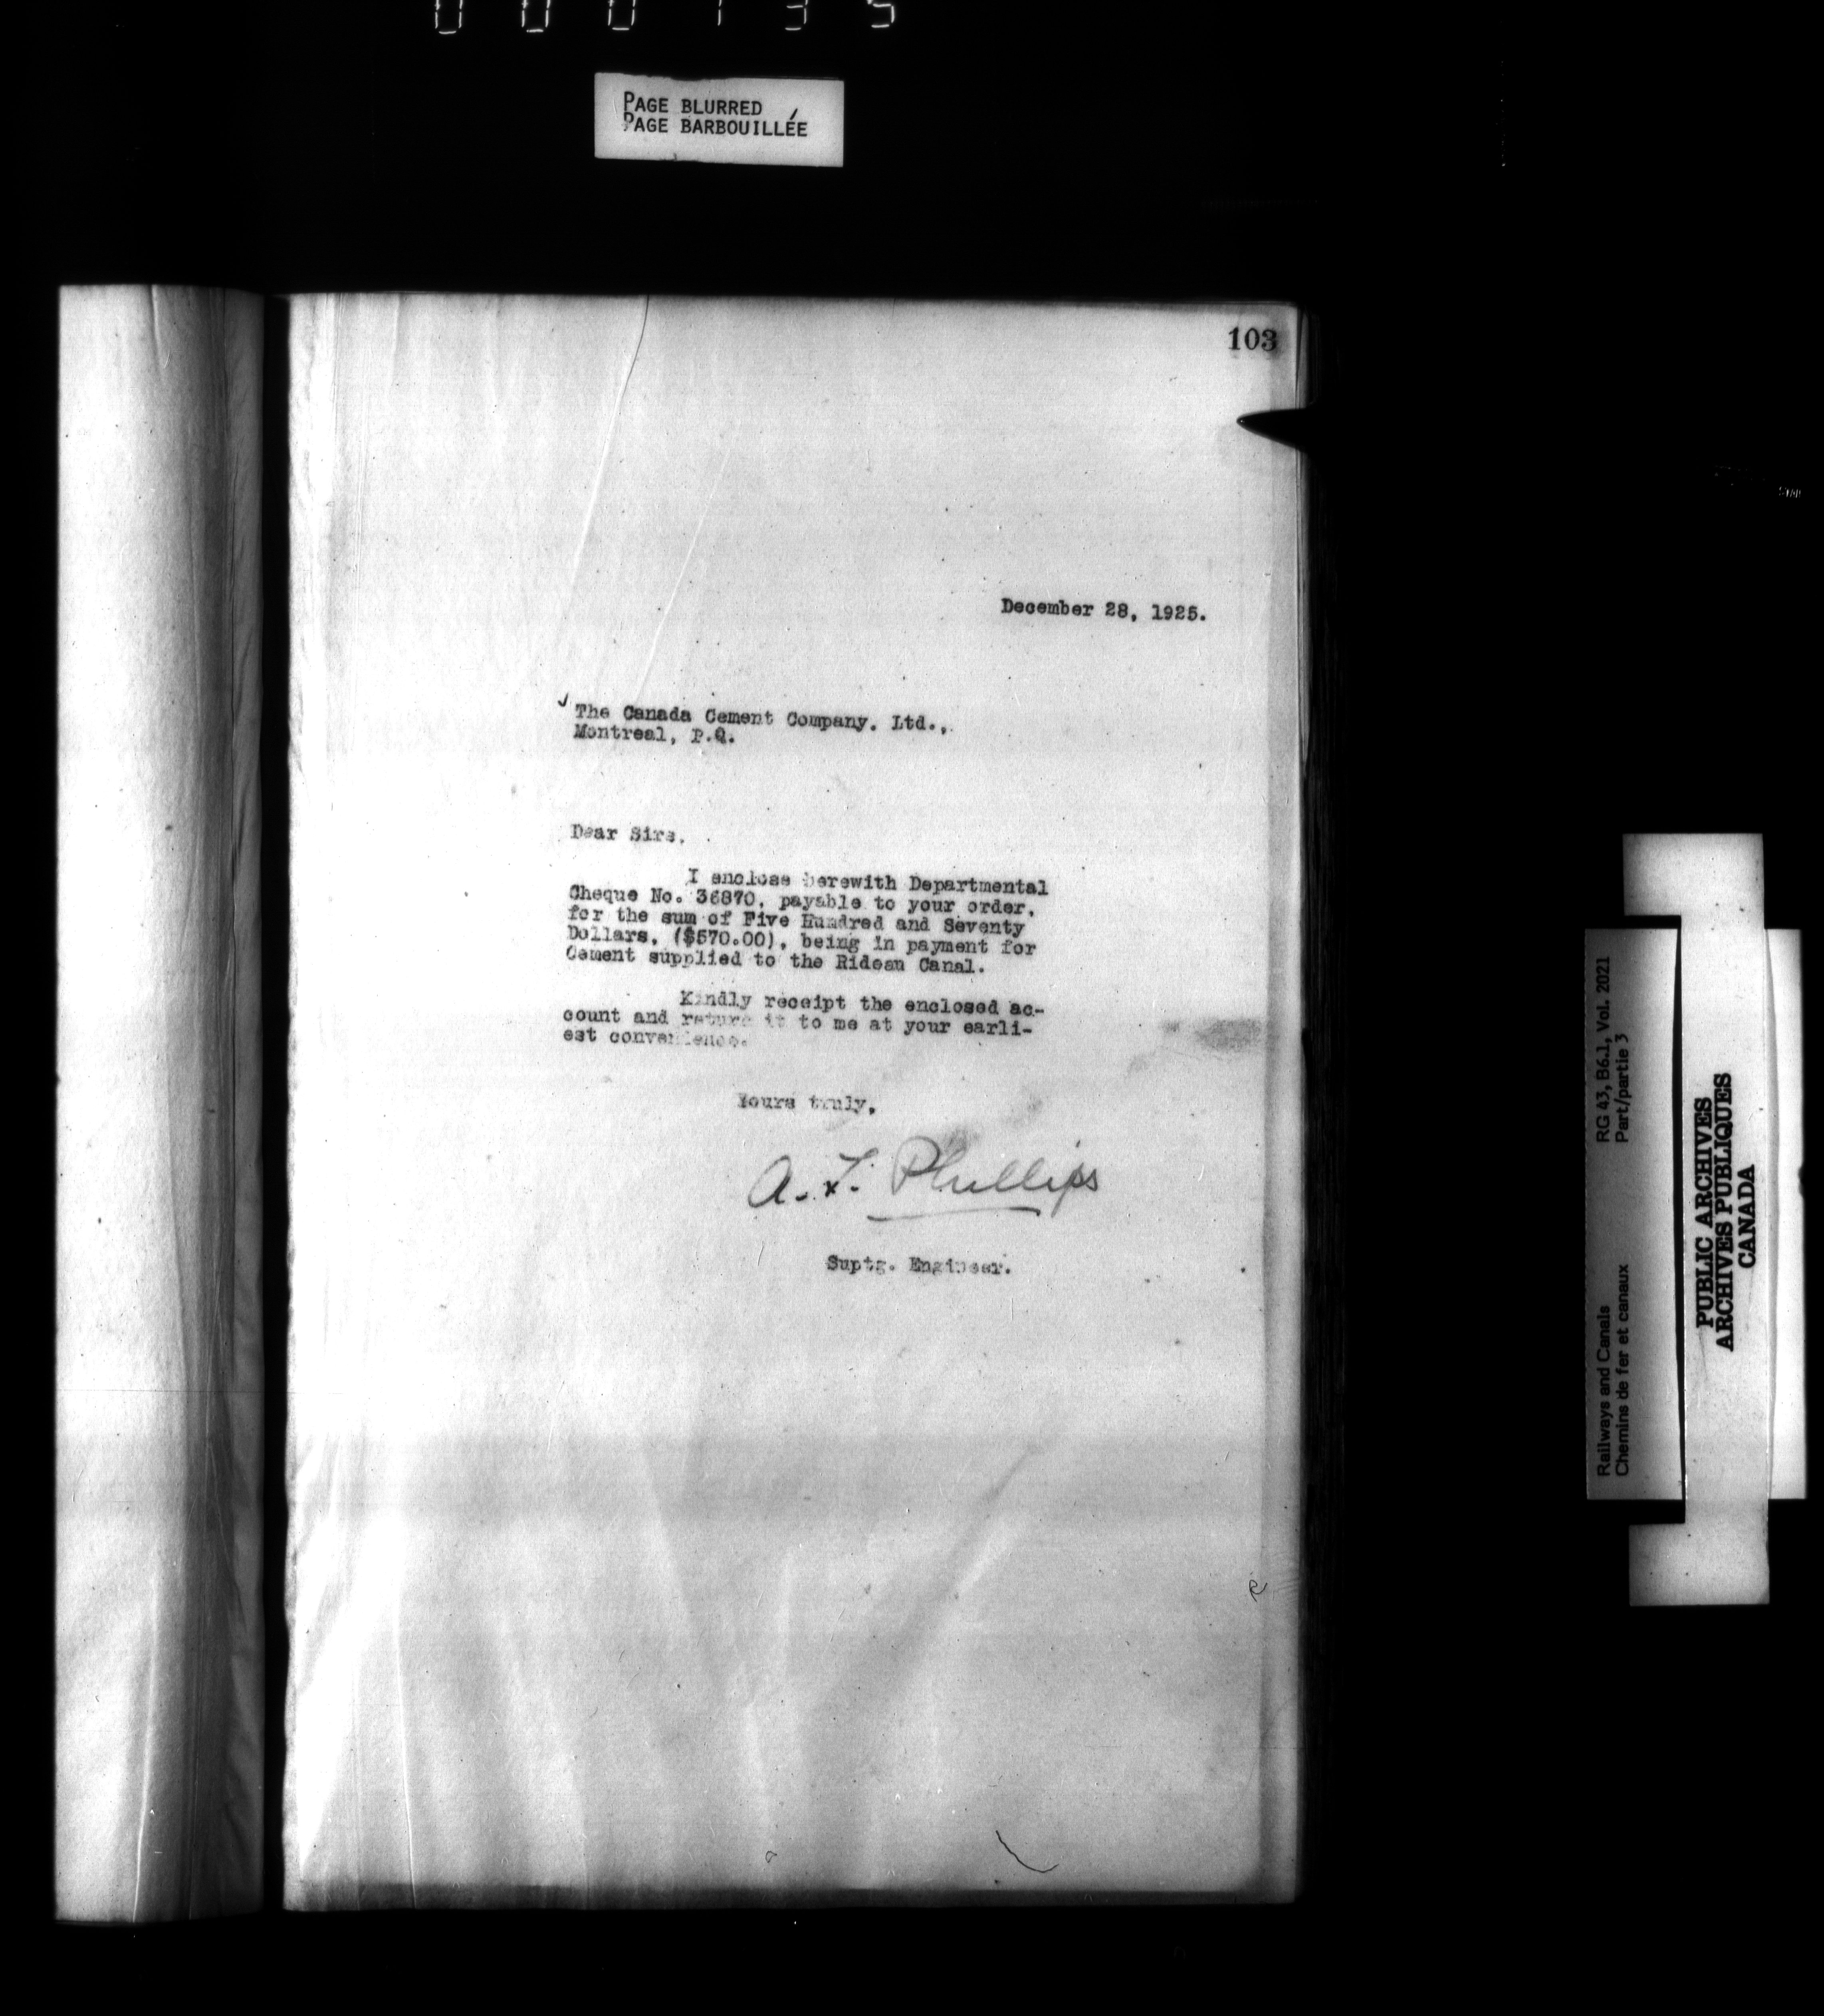 000135
PAGE BLURRED
PAGE BARBOUILLÉE
103
December 28, 1925.
The Canada Cement Company. Ltd.,
Montreal, P.Q.
Dear Sirs,
I enclose herewith Departmental
Cheque No. 36870, payable to your order,
for the sum of Five Hundred and Seventy
Dollars, ($570.00), being in payment for
Cement supplied to the Rideau Canal.
Kindly receipt the enclosed ac-
count and return it to me at your earli-
est convenience.
Yours truly,
A. T. Phillips
Suptg. Engineer.
RG 43, B6.1, Vol. 2021
Part/partie 3
Railways and Canals
Chemins de fer et canaux
PUBLIC ARCHIVES
ARCHIVES PUBLIQUES
CANADA